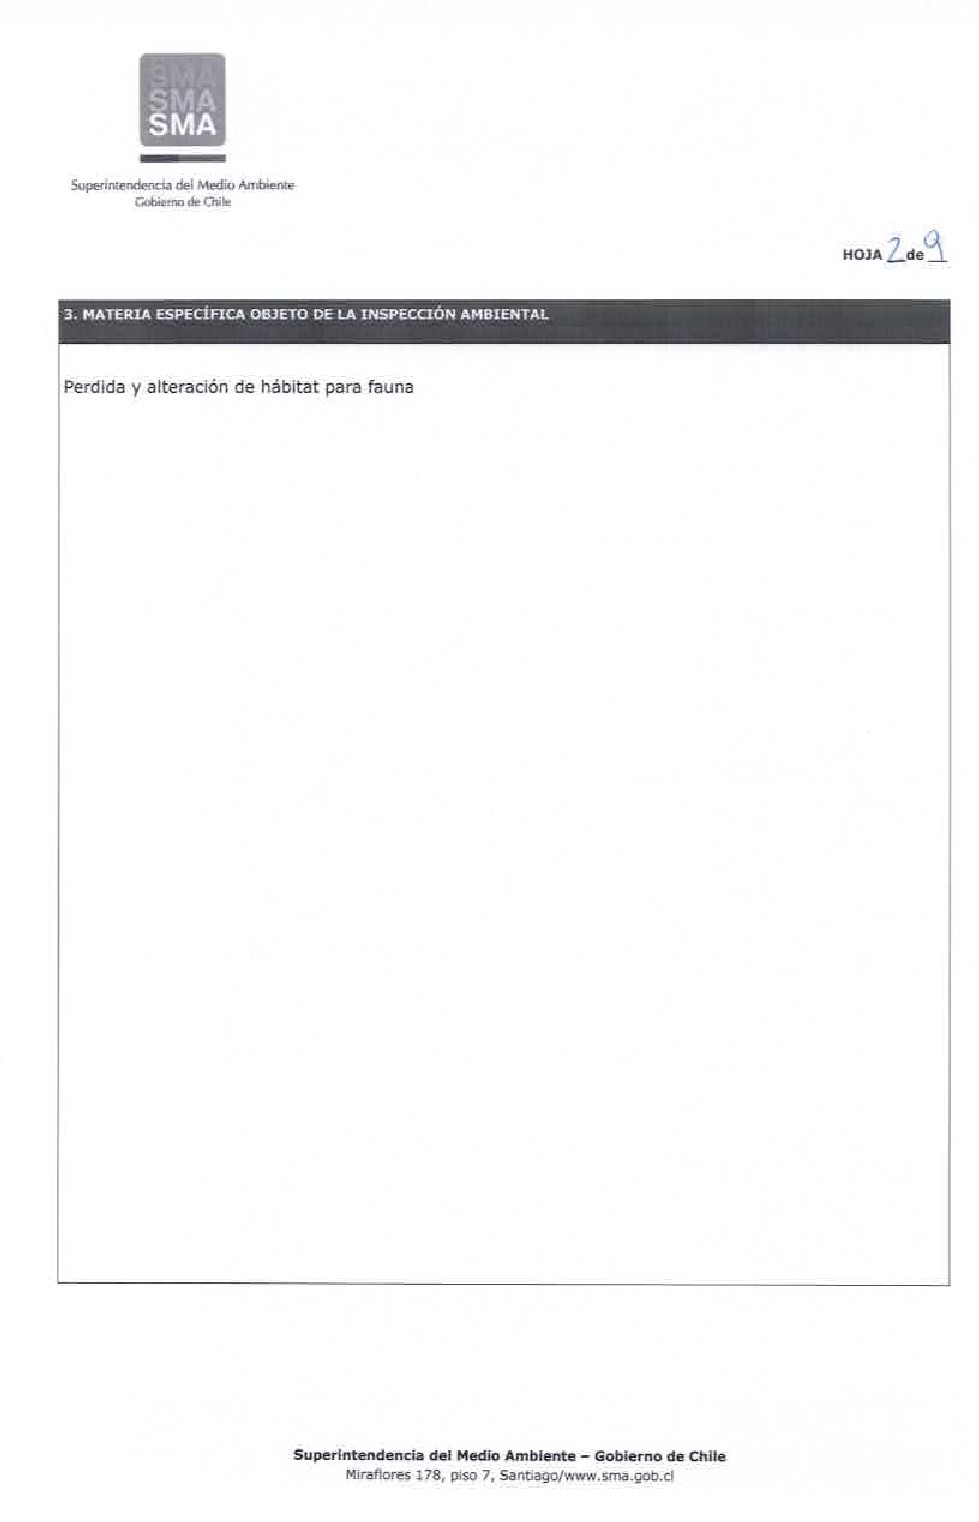 SMA
SMA
SMA
Superintendencia del Medio Ambiente
Gobierno de Chile
HOJA 2 de 9
3. MATERIA ESPECÍFICA OBJETO DE LA INSPECCIÓN AMBIENTAL
Perdida y alteración de hábitat para fauna
Superintendencia del Medio Ambiente – Gobierno de Chile
Miraflores 178, piso 7, Santiago/www.sma.gob.cl